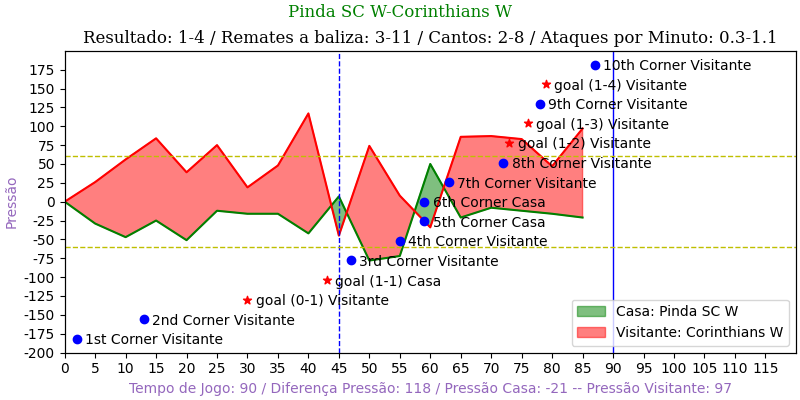 Pinda SC W-Corinthians W
Resultado: 1-4 / Remates a baliza: 3-11 / Cantos: 2-8 / Ataques por Minuto: 0.3-1.1
175
150
125
100
75
50
25
0
-25
-50
-75
-100
-125
-150
-175
-200
Pressão
10th Corner Visitante
goal (1-4) Visitante
9th Corner Visitante
goal (1-3) Visitante
goal (1-2) Visitante
8th Corner Visitante
7th Corner Visitante
6th Corner Casa
5th Corner Casa
4th Corner Visitante
3rd Corner Visitante
goal (1-1) Casa
goal (0-1) Visitante
2nd Corner Visitante
1st Corner Visitante
Casa: Pinda SC W
Visitante: Corinthians W
0 5 10 15 20 25 30 35 40 45 50 55 60 65 70 75 80 85 90 95 100 105 110 115
Tempo de Jogo: 90 / Diferença Pressão: 118 / Pressão Casa: -21 -- Pressão Visitante: 97